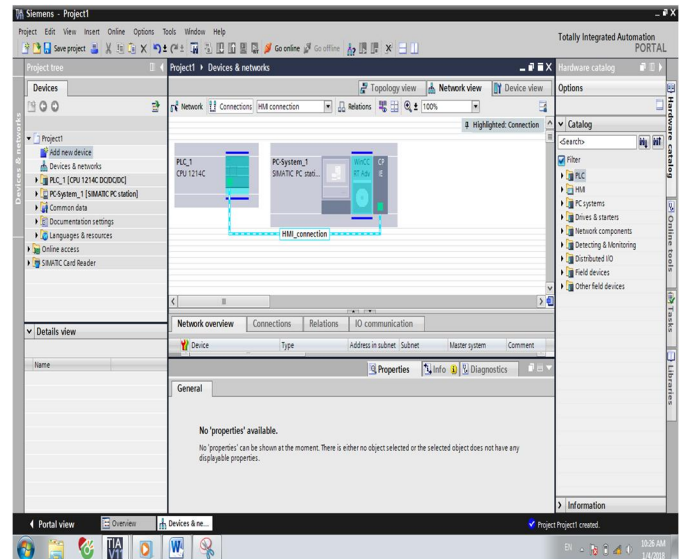 Siemens - Project1
Project Edit View Insert Online Options Tools Window Help
Save project Go online Go offline
Totally Integrated Automation
PORTAL
Project tree
Project1 ▸ Devices & networks
Hardware catalog
Devices
Topology view Network view Device view
Options
Network Connections HMI connection Relations 100%
Highlighted: Connection
Catalog
<Search>
Filter
Project1
Add new device
Devices & networks
PLC_1 [CPU 1214C DC/DC/DC]
PC-System_1 [SIMATIC PC station]
Common data
Documentation settings
Languages & resources
Online access
SIMATIC Card Reader
PLC_1
CPU 1214C
PC-System_1
SIMATIC PC stati...
WinCC
RT Adv
CP
IE
HMI_connection
PLC
HMI
PC systems
Drives & starters
Network components
Detecting & Monitoring
Distributed I/O
Field devices
Other field devices
Devices & networks
Hardware catalog
Online tools
Tasks
Libraries
Details view
Name
Network overview Connections Relations IO communication
Device Type Address in subnet Subnet Master system Comment
Properties Info Diagnostics
General
No 'properties' available.
No 'properties' can be shown at the moment. There is either no object selected or the selected object does not have any
displayable properties.
Information
Portal view Overview Devices & ne...
Project Project1 created.
TIA
V11
EN
10:26 AM
1/4/2018